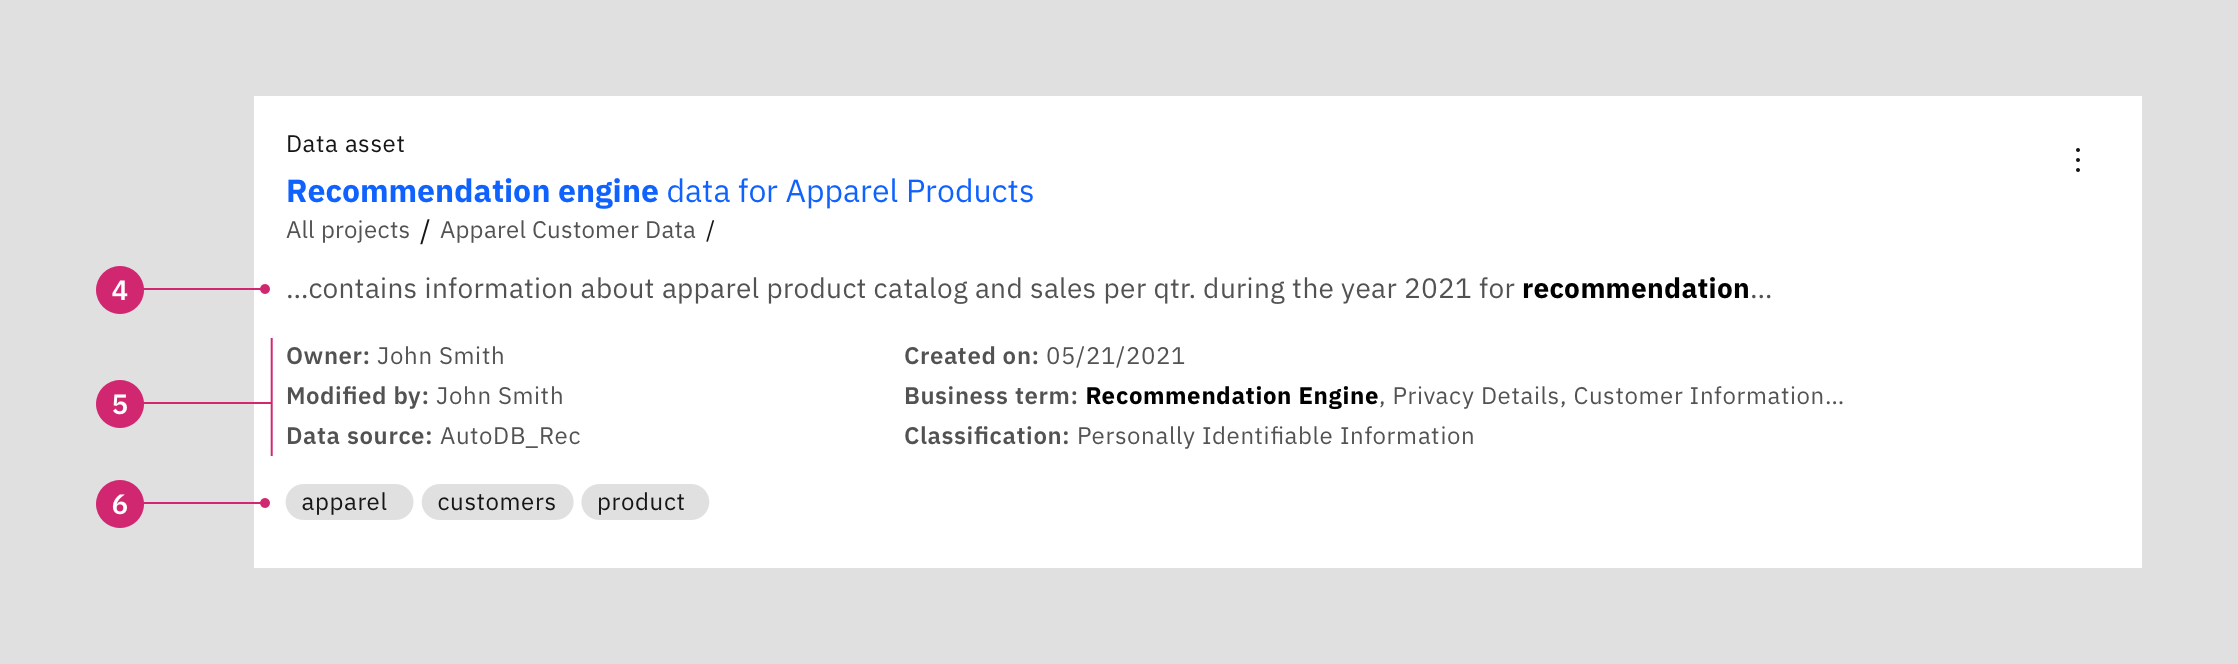 Data asset
Recommendation engine data for Apparel Products
All projects / Apparel Customer Data /
4
...contains information about apparel product catalog and sales per qtr. during the year 2021 for recommendation...
Owner: John Smith
Created on: 05/21/2021
5
Modified by: John Smith
Business term: Recommendation Engine, Privacy Details, Customer Information...
Data source: AutoDB_Rec
Classification: Personally Identifiable Information
6
apparel customers product